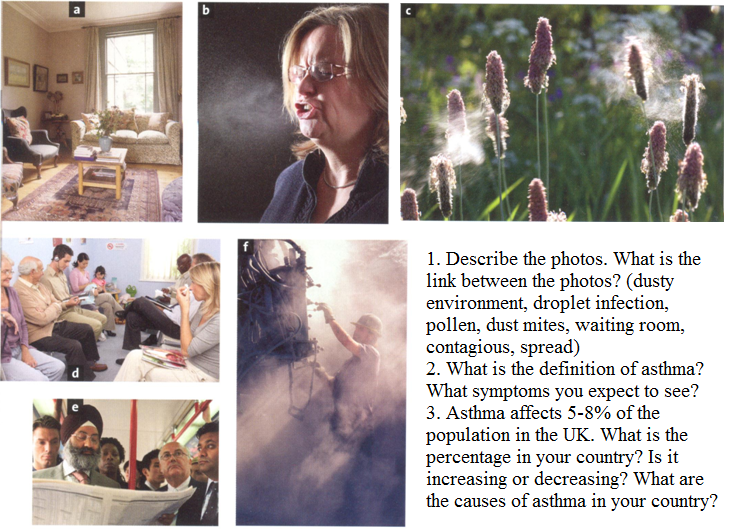 a
b
c
d
e
f
1. Describe the photos. What is the
link between the photos? (dusty
environment, droplet infection,
pollen, dust mites, waiting room,
contagious, spread)
2. What is the definition of asthma?
What symptoms you expect to see?
3. Asthma affects 5-8% of the
population in the UK. What is the
percentage in your country? Is it
increasing or decreasing? What are
the causes of asthma in your country?